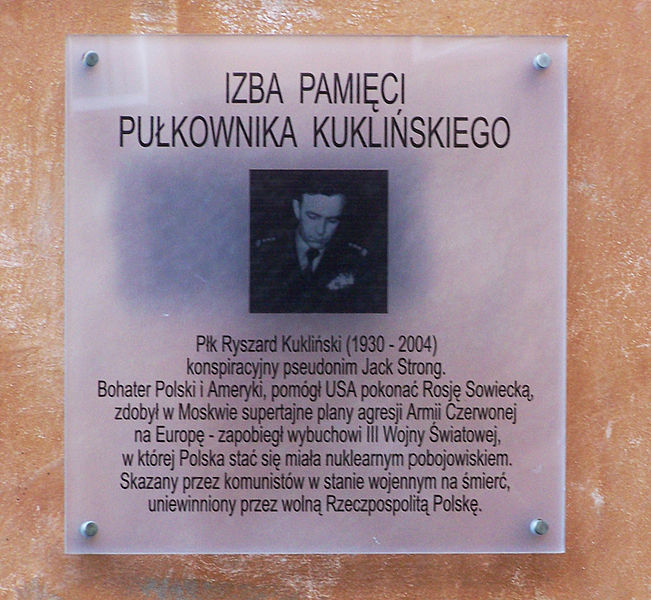 IZBA PAMIĘCI
PUŁKOWNIKA KUKLIŃSKIEGO
Płk Ryszard Kukliński (1930 - 2004)
konspiracyjny pseudonim Jack Strong.
Bohater Polski i Ameryki, pomógł USA pokonać Rosję Sowiecką,
zdobył w Moskwie supertajne plany agresji Armii Czerwonej
na Europę - zapobiegł wybuchowi III Wojny Światowej,
w której Polska stać się miała nuklearnym pobojowiskiem.
Skazany przez komunistów w stanie wojennym na śmierć,
uniewinniony przez wolną Rzeczpospolitą Polskę.